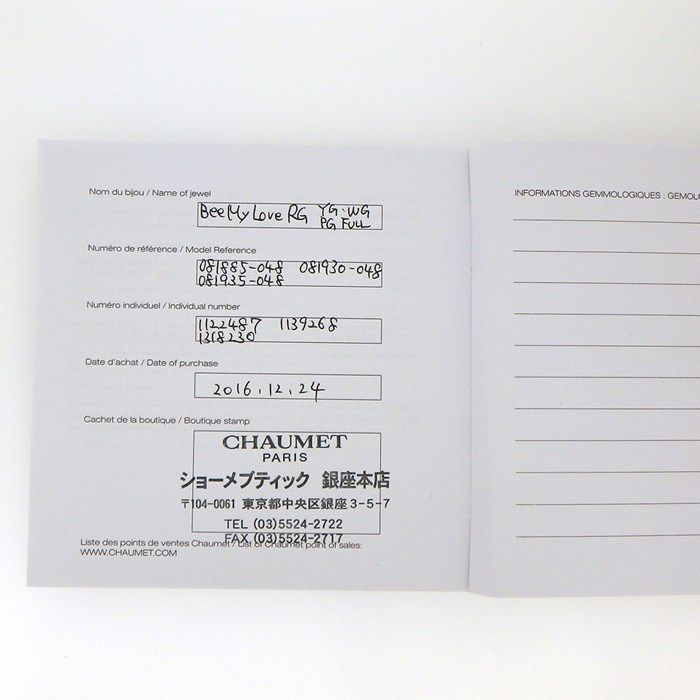 Nom du bijou / Name of jewel
Bee My Love RG YG・WG
PG FULL
Numéro de référence / Model Reference
081885-048 081930-048
081935-048
Numéro individuel / Individual number
1122487 1139268
1318230
Date d'achat / Date of purchase
2016.12.24
Cachet de la boutique / Boutique stamp
CHAUMET
PARIS
ショーメブティック 銀座本店
〒104-0061 東京都中央区銀座3-5-7
TEL (03)5524-2722
FAX (03)5524-2717
Liste des points de ventes Chaumet / List of Chaumet point of sales:
WWW.CHAUMET.COM
INFORMATIONS GEMMOLOGIQUES : GEMOL